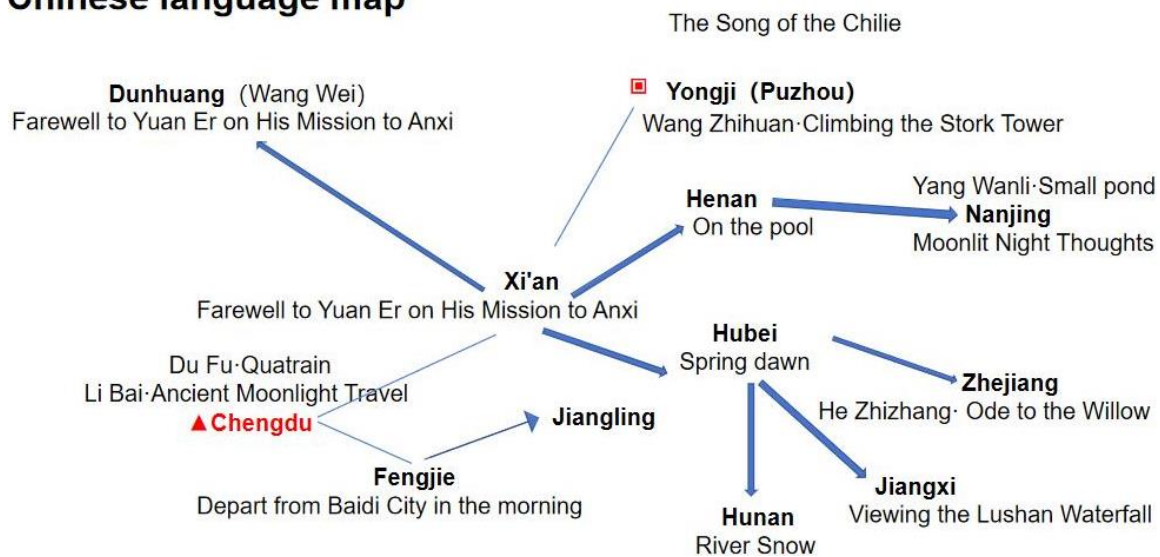 Chinese language map
The Song of the Chilie
Dunhuang (Wang Wei)
Farewell to Yuan Er on His Mission to Anxi
Yongji (Puzhou)
Wang Zhihuan·Climbing the Stork Tower
Henan
On the pool
Yang Wanli·Small pond
Nanjing
Moonlit Night Thoughts
Xi'an
Farewell to Yuan Er on His Mission to Anxi
Du Fu·Quatrain
Li Bai·Ancient Moonlight Travel
▲Chengdu
Hubei
Spring dawn
Zhejiang
He Zhizhang· Ode to the Willow
Jiangling
Fengjie
Depart from Baidi City in the morning
Jiangxi
Viewing the Lushan Waterfall
Hunan
River Snow